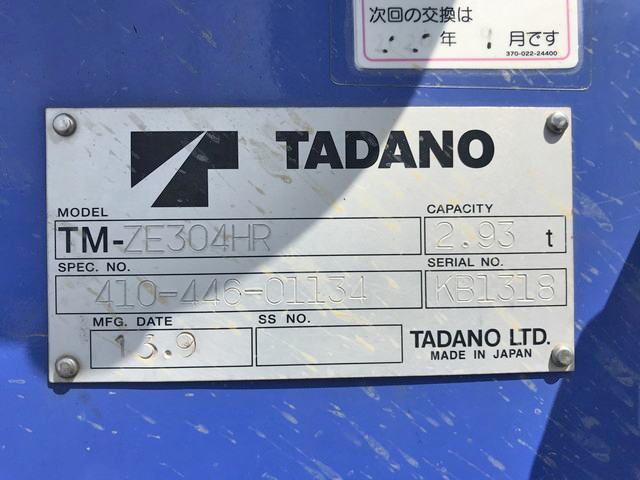 次回の交換は
年 月です
370-022-24400
TADANO
MODEL
TM-ZE304HR
CAPACITY
2.93 t
SPEC. NO.
410-446-01134
SERIAL NO.
KB1318
MFG. DATE
13.9
SS NO.
TADANO LTD.
MADE IN JAPAN